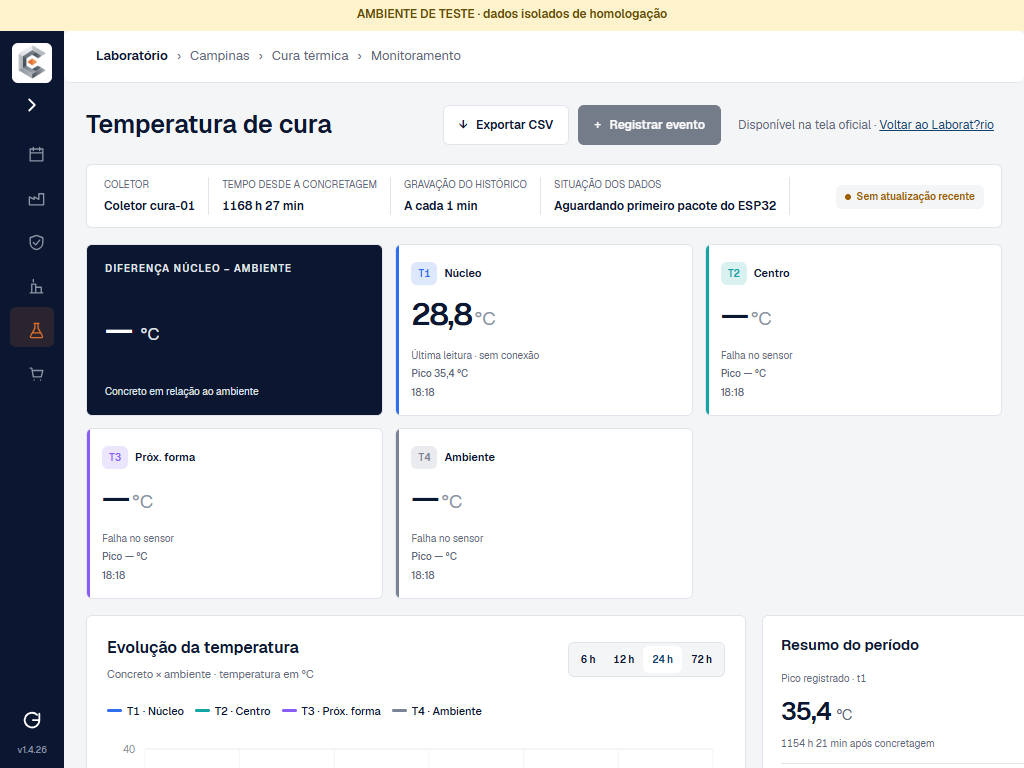 AMBIENTE DE TESTE · dados isolados de homologação
Laboratório › Campinas › Cura térmica › Monitoramento
Temperatura de cura
↓ Exportar CSV
+ Registrar evento
Disponível na tela oficial · Voltar ao Laborat?rio
COLETOR
Coletor cura-01
TEMPO DESDE A CONCRETAGEM
1168 h 27 min
GRAVAÇÃO DO HISTÓRICO
A cada 1 min
SITUAÇÃO DOS DADOS
Aguardando primeiro pacote do ESP32
Sem atualização recente
DIFERENÇA NÚCLEO – AMBIENTE
— °C
Concreto em relação ao ambiente
T1 Núcleo
28,8 °C
Última leitura · sem conexão
Pico 35,4 °C
18:18
T2 Centro
— °C
Falha no sensor
Pico — °C
18:18
T3 Próx. forma
— °C
Falha no sensor
Pico — °C
18:18
T4 Ambiente
— °C
Falha no sensor
Pico — °C
18:18
Evolução da temperatura
Concreto × ambiente · temperatura em °C
6 h 12 h 24 h 72 h
T1 · Núcleo T2 · Centro T3 · Próx. forma T4 · Ambiente
40
Resumo do período
Pico registrado · t1
35,4 °C
1154 h 21 min após concretagem
v1.4.26